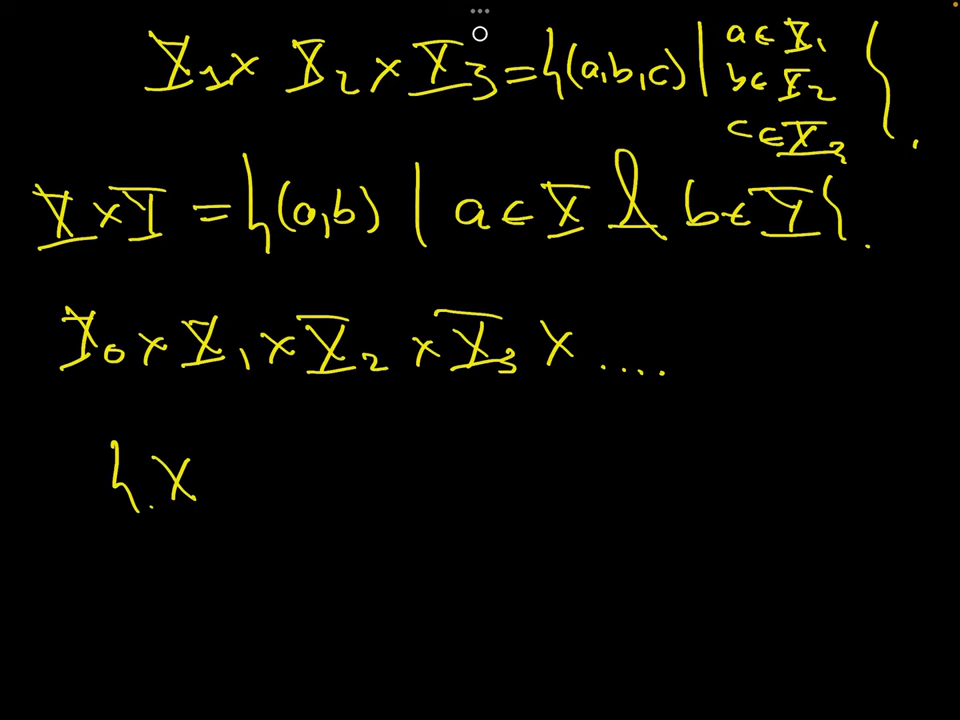 X₁ × X₂ × X₃ = {(a,b,c) | a ∈ X₁ b ∈ X₂ c ∈ X₃ }.
X × Y = {(a,b) | a ∈ X & b ∈ Y}.
X₀ × X₁ × X₂ × X₃ × ....
{ . X